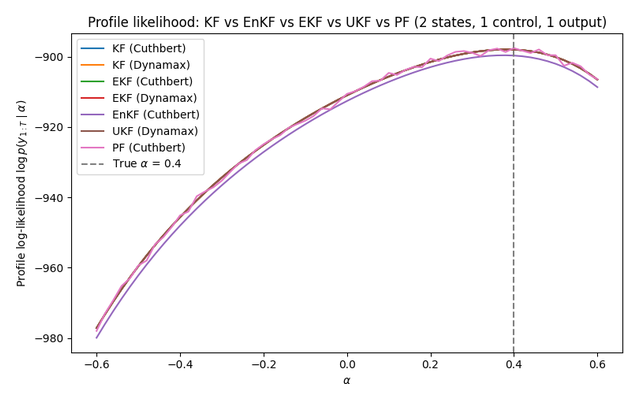 Profile likelihood: KF vs EnKF vs EKF vs UKF vs PF (2 states, 1 control, 1 output)
KF (Cuthbert)
KF (Dynamax)
EKF (Cuthbert)
EKF (Dynamax)
EnKF (Cuthbert)
UKF (Dynamax)
PF (Cuthbert)
True α = 0.4
Profile log-likelihood log p(y₁:T | α)
−900
−920
−940
−960
−980
−0.6
−0.4
−0.2
0.0
0.2
0.4
0.6
α